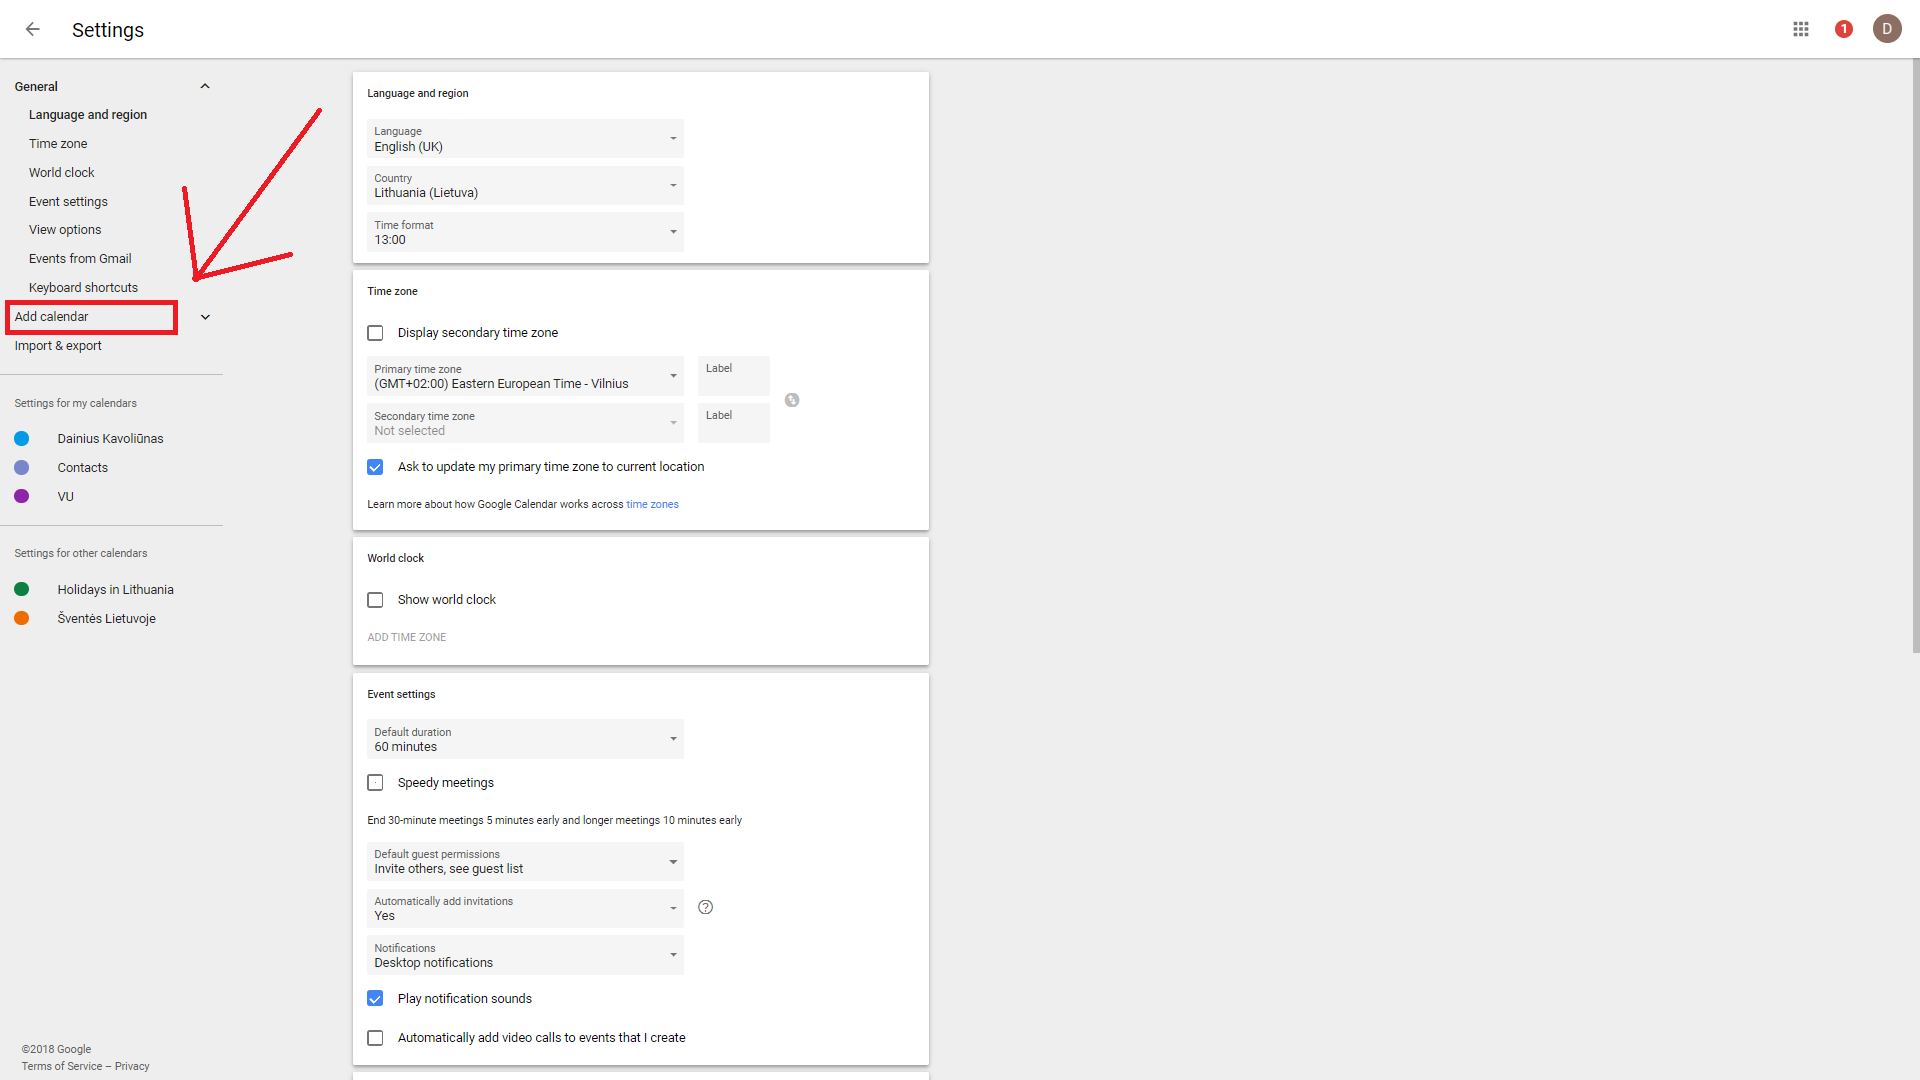 Settings
1
D
General
Language and region
Time zone
World clock
Event settings
View options
Events from Gmail
Keyboard shortcuts
Add calendar
Import & export
Settings for my calendars
Dainius Kavoliūnas
Contacts
VU
Settings for other calendars
Holidays in Lithuania
Šventės Lietuvoje
©2018 Google
Terms of Service – Privacy
Language and region
Language
English (UK)
Country
Lithuania (Lietuva)
Time format
13:00
Time zone
Display secondary time zone
Primary time zone
(GMT+02:00) Eastern European Time - Vilnius
Label
Secondary time zone
Not selected
Label
Ask to update my primary time zone to current location
Learn more about how Google Calendar works across time zones
World clock
Show world clock
ADD TIME ZONE
Event settings
Default duration
60 minutes
Speedy meetings
End 30-minute meetings 5 minutes early and longer meetings 10 minutes early
Default guest permissions
Invite others, see guest list
Automatically add invitations
Yes
?
Notifications
Desktop notifications
Play notification sounds
Automatically add video calls to events that I create